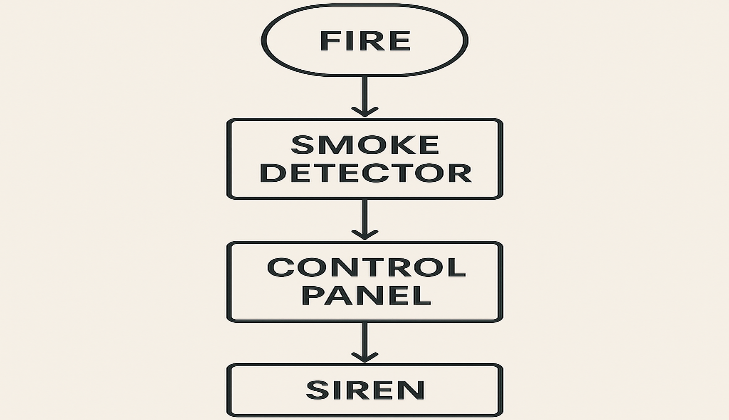 FIRE
SMOKE
DETECTOR
CONTROL
PANEL
SIREN